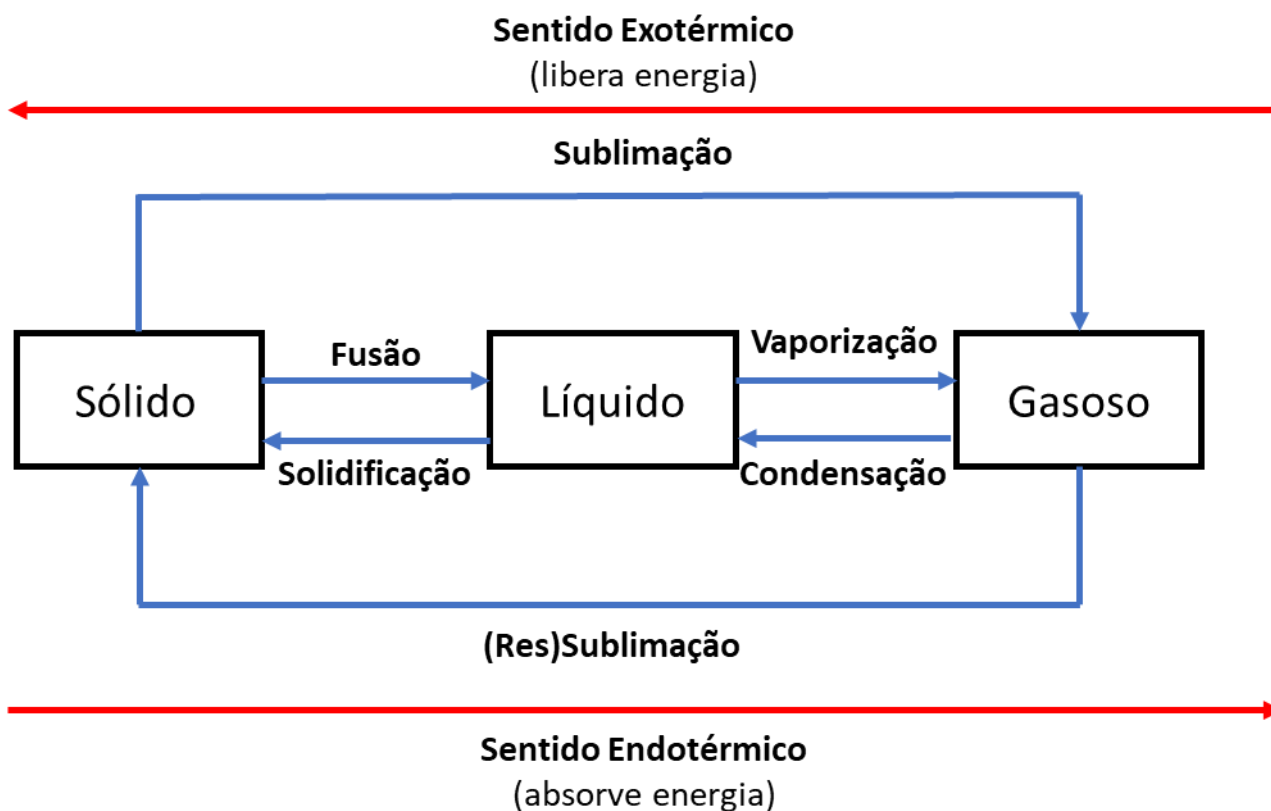 Sentido Exotérmico
(libera energia)
Sublimação
Fusão
Vaporização
Sólido
Líquido
Gasoso
Solidificação
Condensação
(Res)Sublimação
Sentido Endotérmico
(absorve energia)